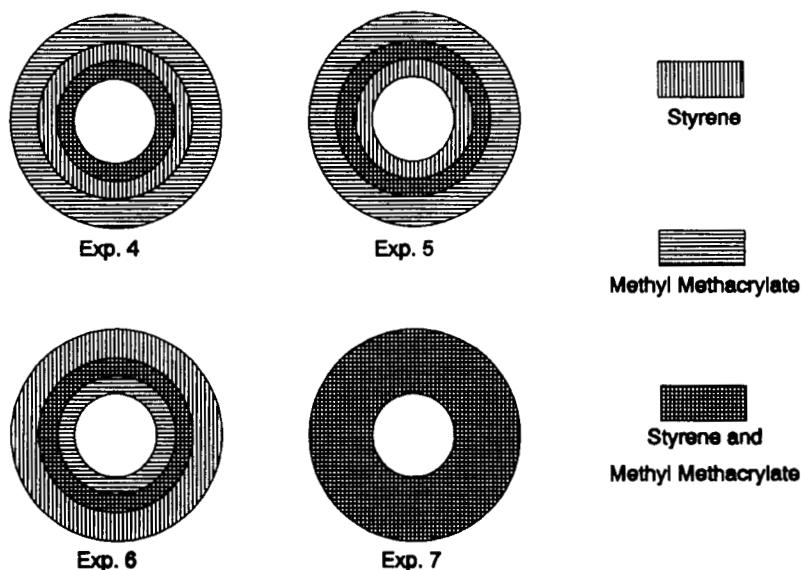 Exp. 4
Exp. 5
Styrene
Methyl Methacrylate
Exp. 6
Exp. 7
Styrene and
Methyl Methacrylate